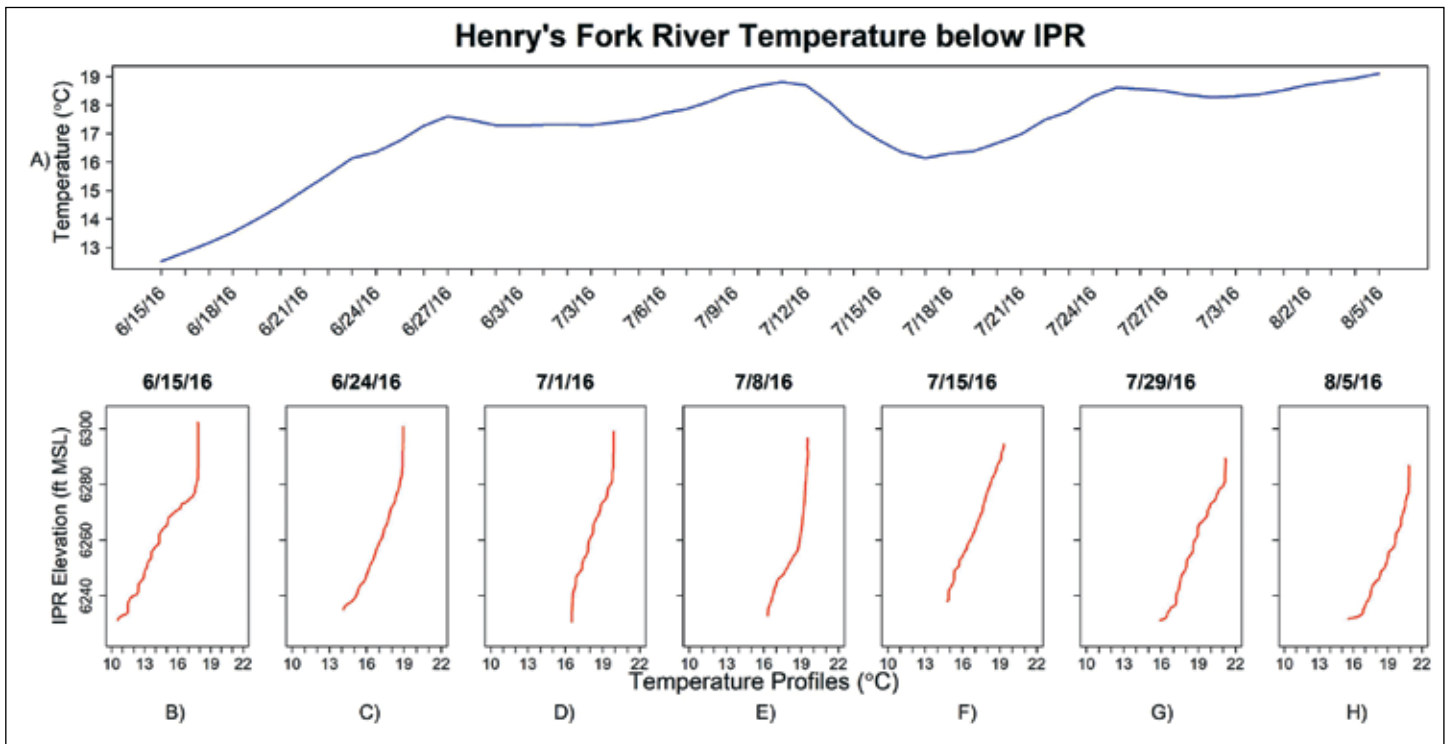 Henry's Fork River Temperature below IPR
A)
Temperature (°C)
19
18
17
16
15
14
13
6/15/16
6/18/16
6/21/16
6/24/16
6/27/16
6/3/16
7/3/16
7/6/16
7/9/16
7/12/16
7/15/16
7/18/16
7/21/16
7/24/16
7/27/16
7/3/16
8/2/16
8/5/16
6/15/16 6/24/16 7/1/16 7/8/16 7/15/16 7/29/16 8/5/16
IPR Elevation (ft MSL)
6300
6280
6260
6240
10 13 16 19 22
10 13 16 19 22
10 13 16 19 22
10 13 16 19 22
10 13 16 19 22
10 13 16 19 22
10 13 16 19 22
Temperature Profiles (°C)
B) C) D) E) F) G) H)